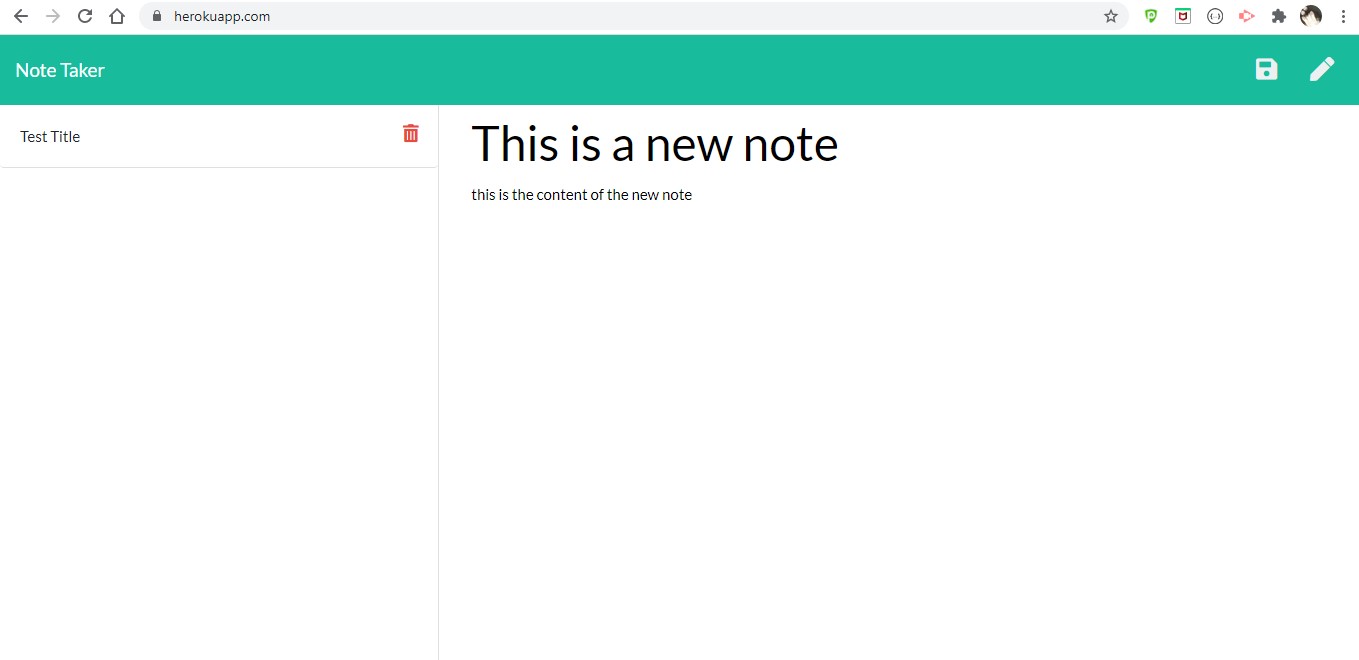 herokuapp.com
Note Taker
Test Title
This is a new note
this is the content of the new note